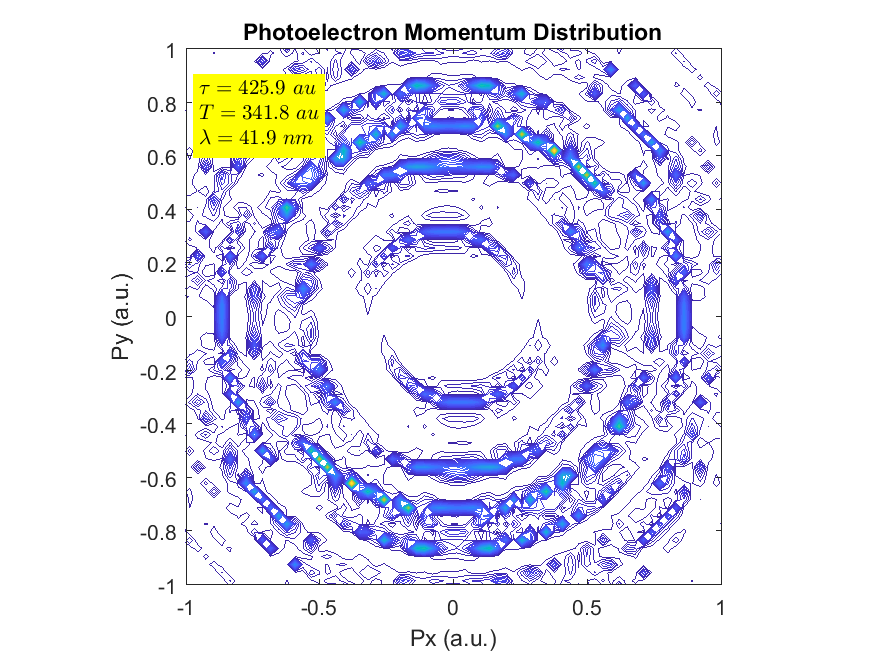 Photoelectron Momentum Distribution
τ = 425.9 au
T = 341.8 au
λ = 41.9 nm
1
0.8
0.6
0.4
0.2
0
-0.2
-0.4
-0.6
-0.8
-1
Py (a.u.)
-1 -0.5 0 0.5 1
Px (a.u.)